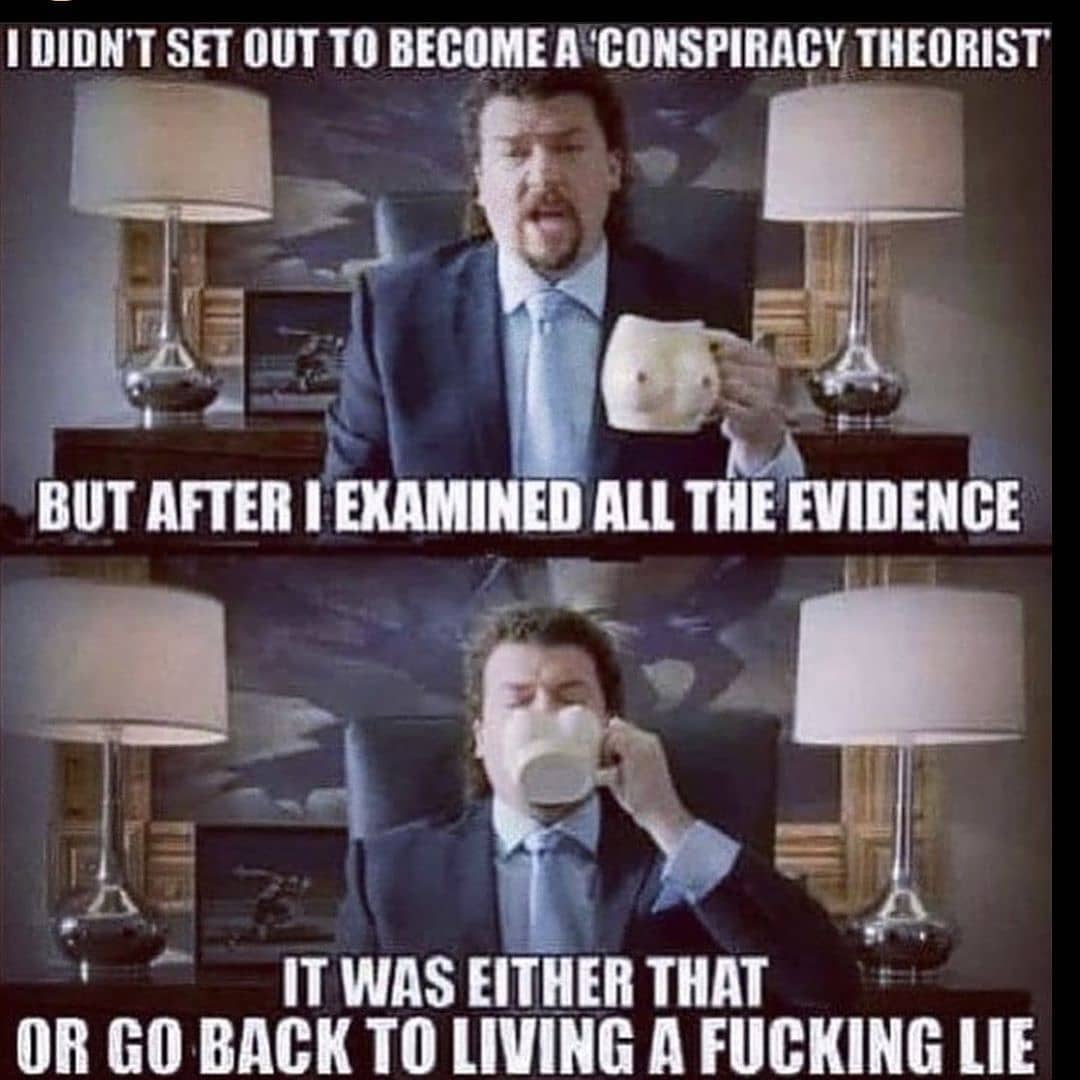 I DIDN'T SET OUT TO BECOME A 'CONSPIRACY THEORIST'
BUT AFTER I EXAMINED ALL THE EVIDENCE
IT WAS EITHER THAT
OR GO BACK TO LIVING A FUCKING LIE